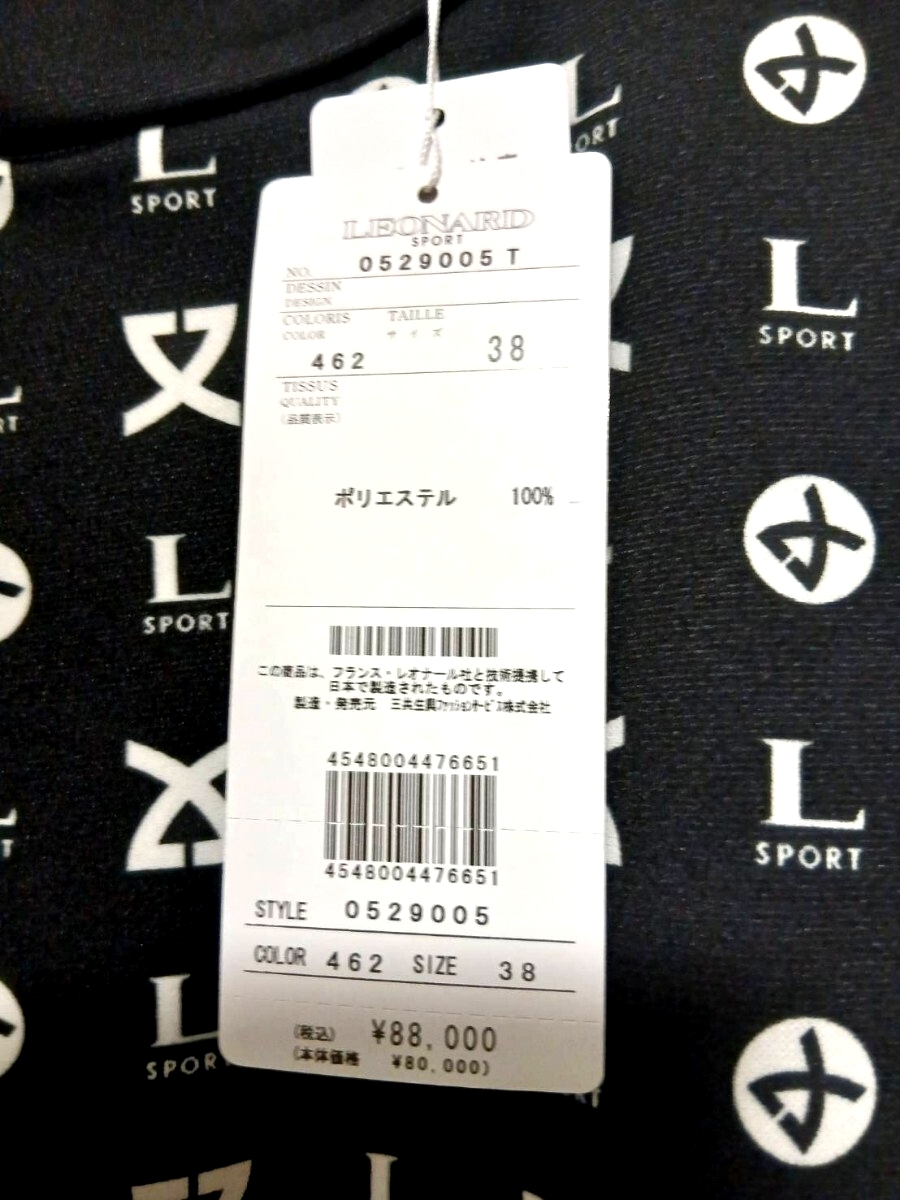 LEONARD
SPORT
NO. 0529005 T
DESSIN
DESIGN
COLORIS TAILLE
COLOR サイズ
462 38
TISSUS
QUALITY
(品質表示)
ポリエステル 100%
この商品は、フランス・レオナール社と技術提携して
日本で製造されたものです。
製造・発売元 三共生興ファッションサービス株式会社
4548004476651
4548004476651
STYLE 0529005
COLOR 462 SIZE 38
(税込) ¥88,000
(本体価格 ¥80,000)
L
SPORT
L
SPORT
L
SPORT
L
SPORT
L
SPORT
L
ORT
L
RT
L
T
L